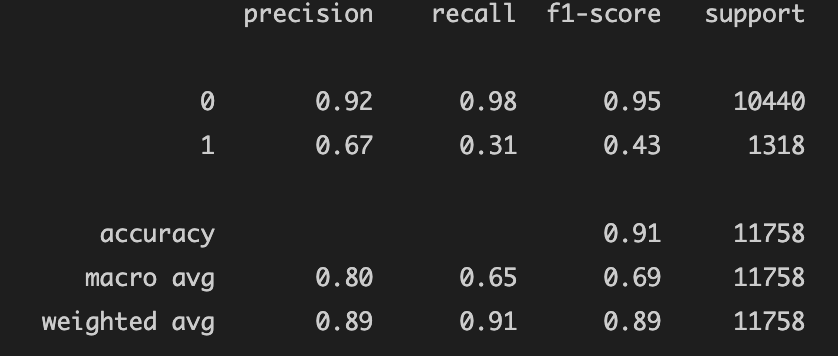 precision recall f1-score support
0 0.92 0.98 0.95 10440
1 0.67 0.31 0.43 1318
accuracy 0.91 11758
macro avg 0.80 0.65 0.69 11758
weighted avg 0.89 0.91 0.89 11758